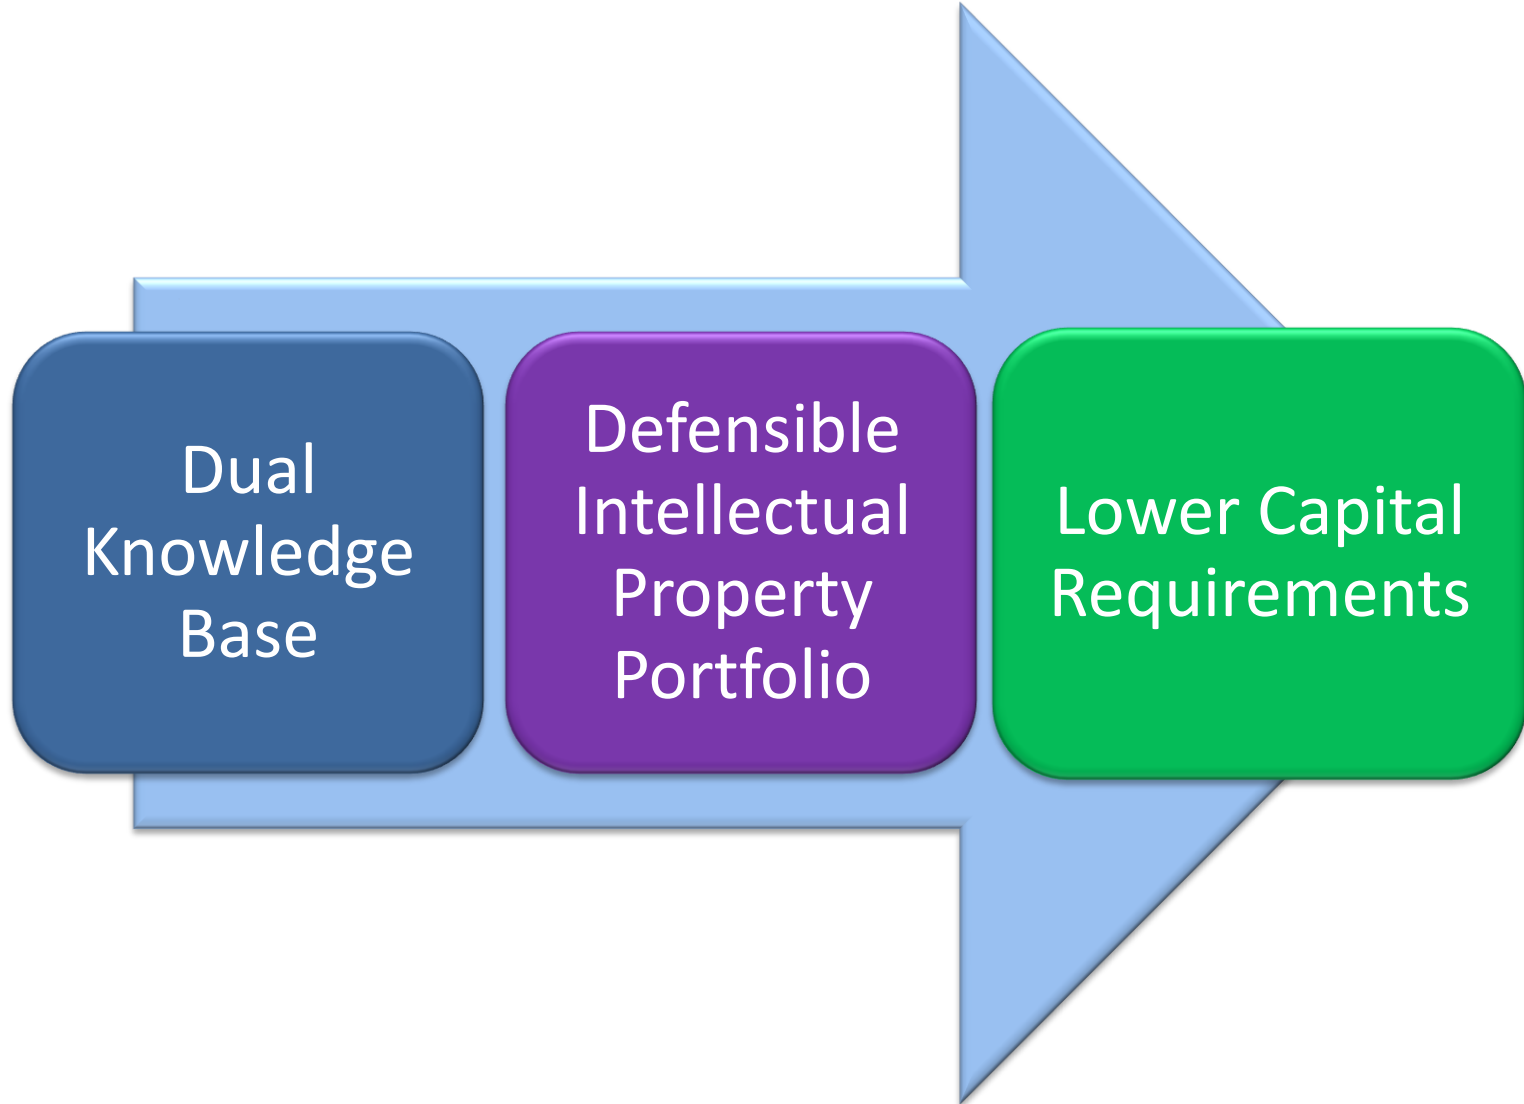 Dual
Knowledge
Base
Defensible
Intellectual
Property
Portfolio
Lower Capital
Requirements